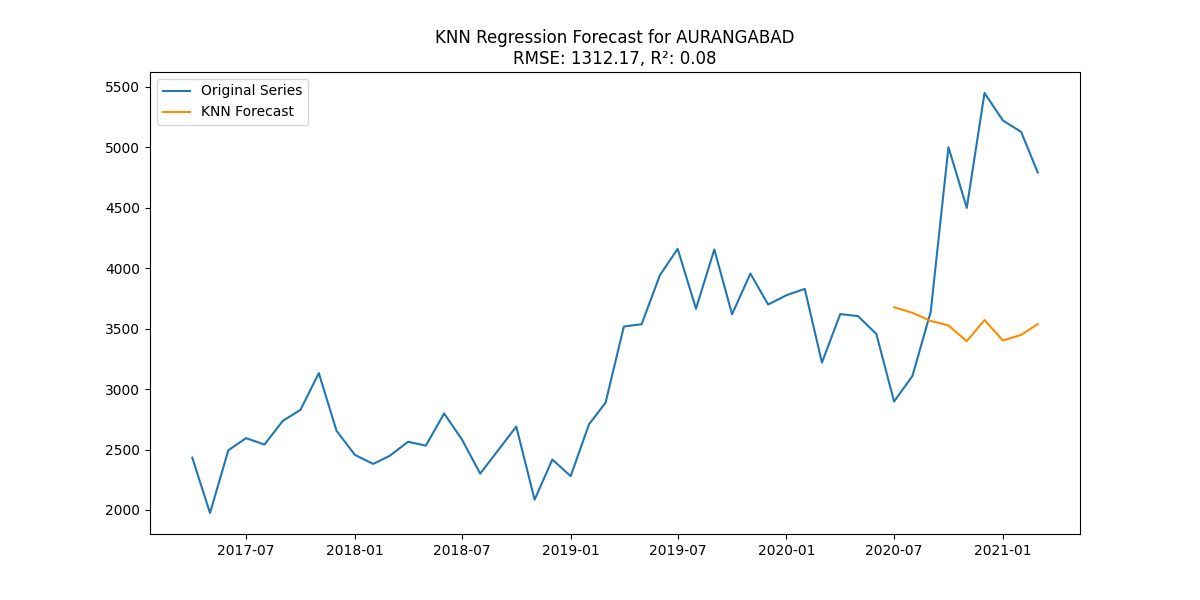 KNN Regression Forecast for AURANGABAD
RMSE: 1312.17, R²: 0.08
Original Series
KNN Forecast
5500
5000
4500
4000
3500
3000
2500
2000
2017-07 2018-01 2018-07 2019-01 2019-07 2020-01 2020-07 2021-01